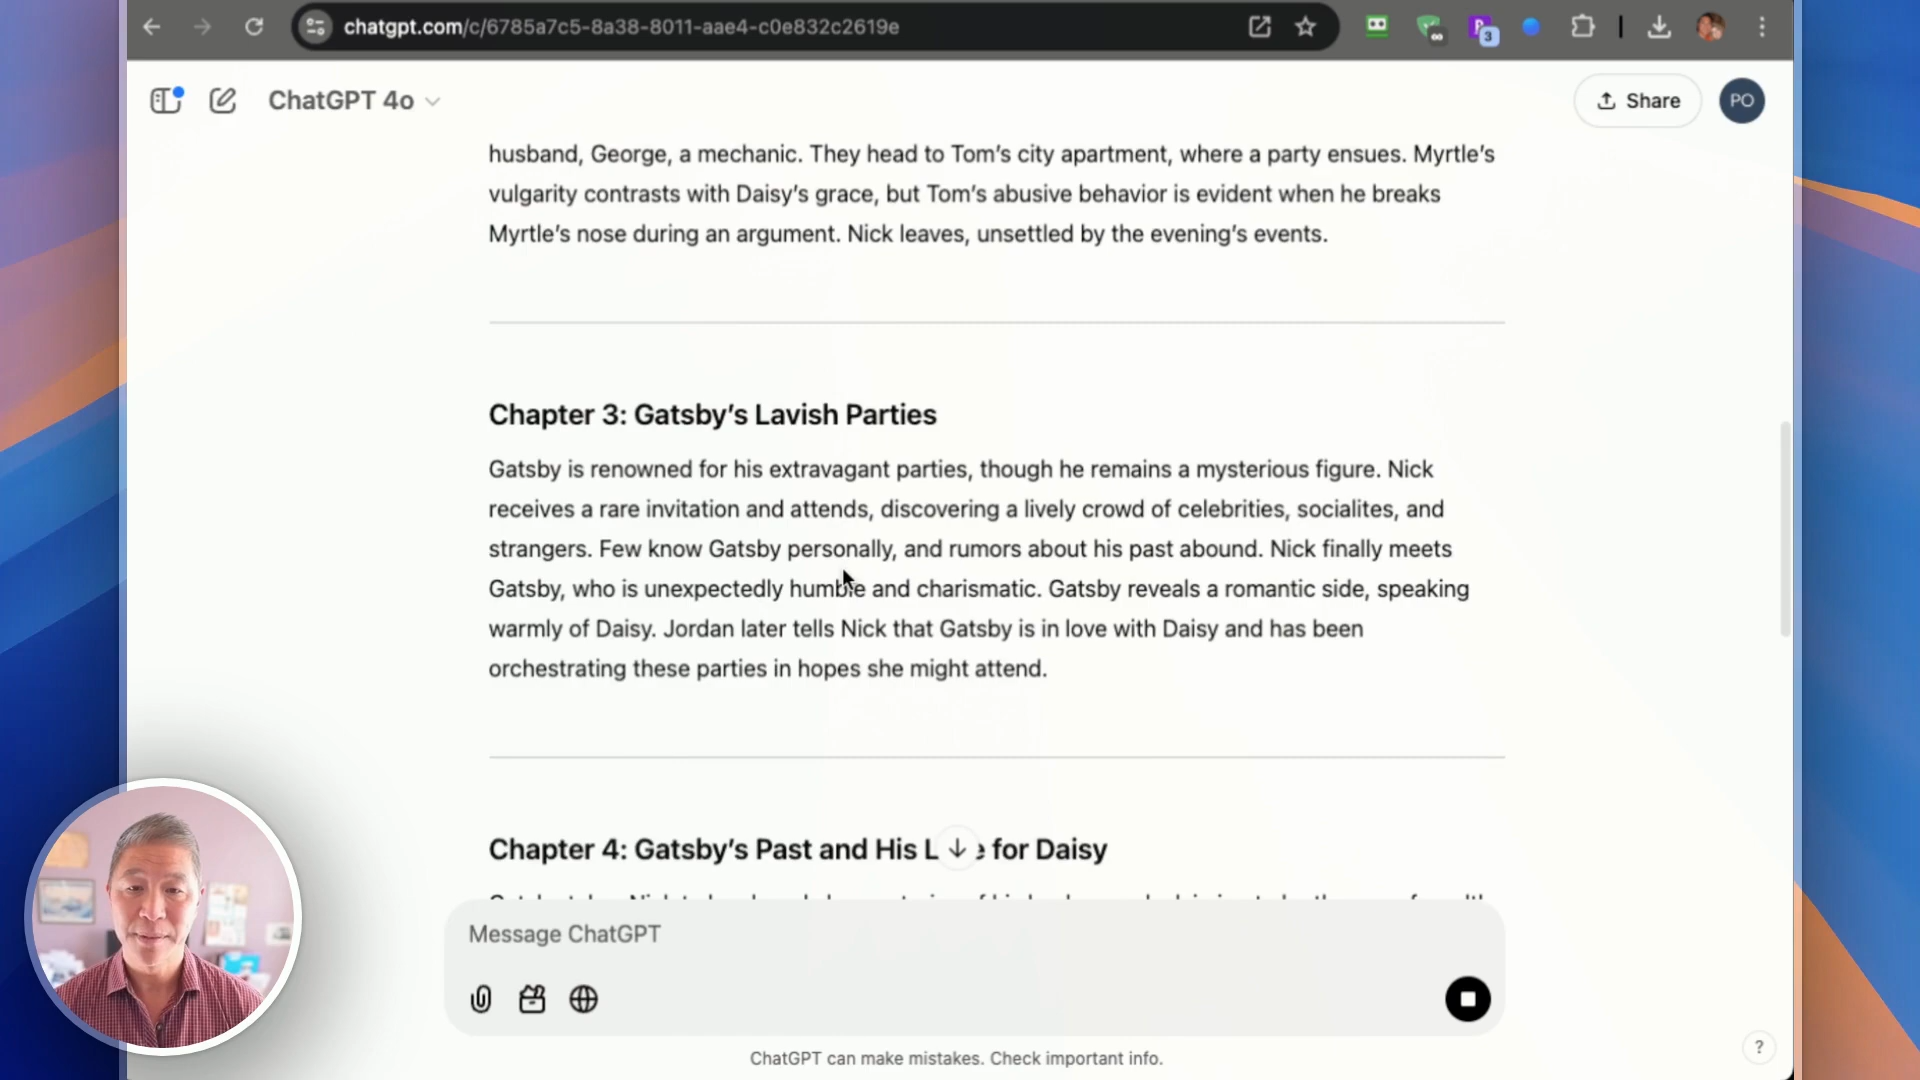 chatgpt.com/c/6785a7c5-8a38-8011-aae4-c0e832c2619e
3
ChatGPT 4o
Share
PO
husband, George, a mechanic. They head to Tom’s city apartment, where a party ensues. Myrtle’s
vulgarity contrasts with Daisy’s grace, but Tom’s abusive behavior is evident when he breaks
Myrtle’s nose during an argument. Nick leaves, unsettled by the evening’s events.
Chapter 3: Gatsby’s Lavish Parties
Gatsby is renowned for his extravagant parties, though he remains a mysterious figure. Nick
receives a rare invitation and attends, discovering a lively crowd of celebrities, socialites, and
strangers. Few know Gatsby personally, and rumors about his past abound. Nick finally meets
Gatsby, who is unexpectedly humble and charismatic. Gatsby reveals a romantic side, speaking
warmly of Daisy. Jordan later tells Nick that Gatsby is in love with Daisy and has been
orchestrating these parties in hopes she might attend.
Chapter 4: Gatsby’s Past and His L e for Daisy
Message ChatGPT
ChatGPT can make mistakes. Check important info.
?